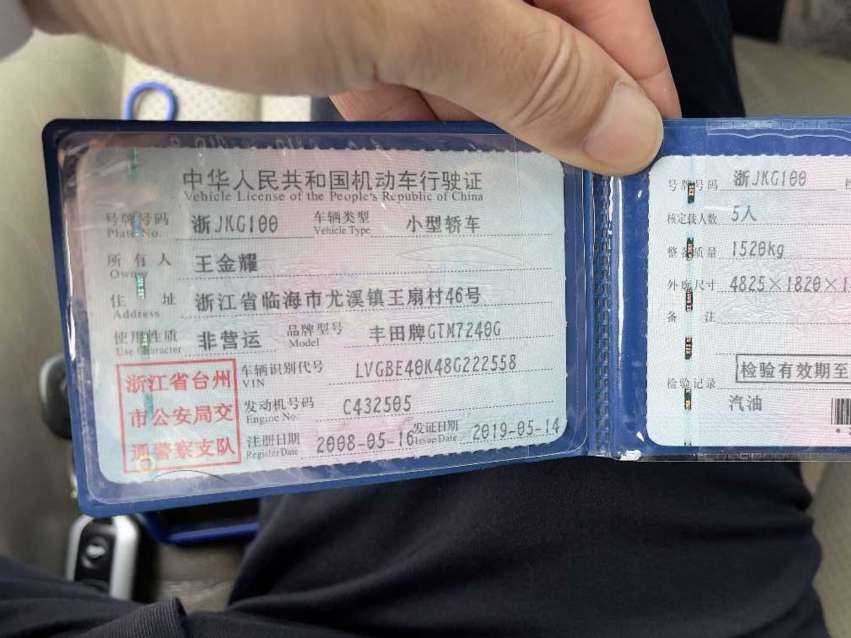 中华人民共和国机动车行驶证
Vehicle License of the People's Republic of China
号牌号码 浙JKG100 车辆类型 小型轿车
Plate No. Vehicle Type
所有人 王金耀
Owner
住址 浙江省临海市尤溪镇王扇村46号
Address
使用性质 非营运 品牌型号 丰田牌GTM7240G
Use Character Model
浙江省台州
市公安局交
通警察支队
车辆识别代号 LVGBE40K48G222558
VIN
发动机号码 C432505
Engine No.
注册日期 2008-05-16 发证日期 2019-05-14
Register Date Issue Date
号牌号码 浙JKG100
核定载人数 5人
整备质量 1520kg
外廓尺寸 4825×1820×1
备注
检验有效期至
检验记录
汽油